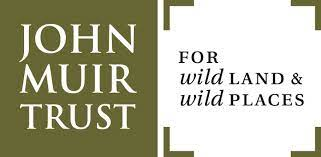 JOHN
MUIR
TRUST
FOR
wild LAND &
wild PLACES